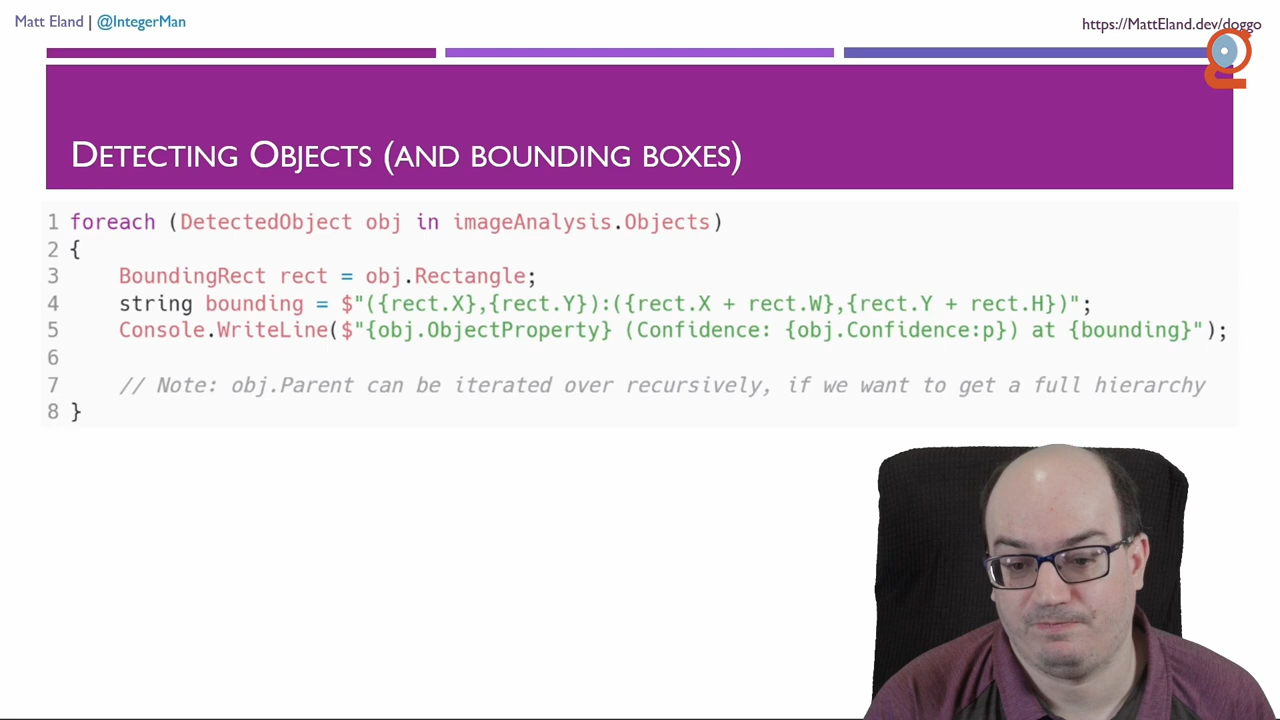 Matt Eland | @IntegerMan
https://MattEland.dev/doggo
DETECTING OBJECTS (AND BOUNDING BOXES)
1 foreach (DetectedObject obj in imageAnalysis.Objects)
2 {
3     BoundingRect rect = obj.Rectangle;
4     string bounding = $"({rect.X},{rect.Y}):({rect.X + rect.W},{rect.Y + rect.H})";
5     Console.WriteLine($"{obj.ObjectProperty} (Confidence: {obj.Confidence:p}) at {bounding}");
6
7     // Note: obj.Parent can be iterated over recursively, if we want to get a full hierarchy
8 }